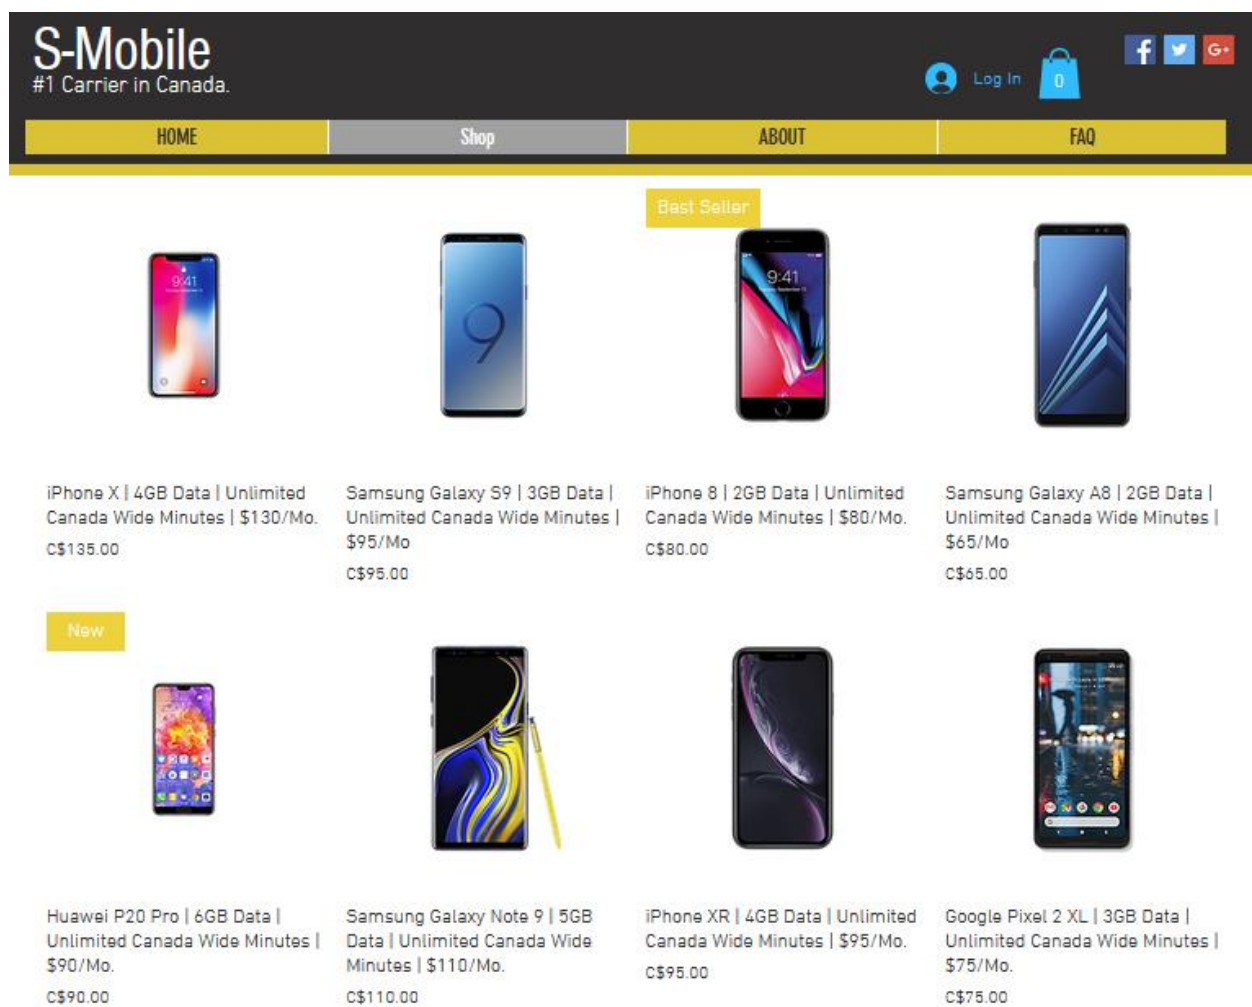 S-Mobile
#1 Carrier in Canada.
Log In
0
f
G+
HOME
Shop
ABOUT
FAQ
9:41
9
Best Seller
9:41
iPhone X | 4GB Data | Unlimited
Canada Wide Minutes | $130/Mo.
C$135.00
Samsung Galaxy S9 | 3GB Data |
Unlimited Canada Wide Minutes |
$95/Mo
C$95.00
iPhone 8 | 2GB Data | Unlimited
Canada Wide Minutes | $80/Mo.
C$80.00
Samsung Galaxy A8 | 2GB Data |
Unlimited Canada Wide Minutes |
$65/Mo
C$65.00
New
Huawei P20 Pro | 6GB Data |
Unlimited Canada Wide Minutes |
$90/Mo.
C$90.00
Samsung Galaxy Note 9 | 5GB
Data | Unlimited Canada Wide
Minutes | $110/Mo.
C$110.00
iPhone XR | 4GB Data | Unlimited
Canada Wide Minutes | $95/Mo.
C$95.00
Google Pixel 2 XL | 3GB Data |
Unlimited Canada Wide Minutes |
$75/Mo.
C$75.00